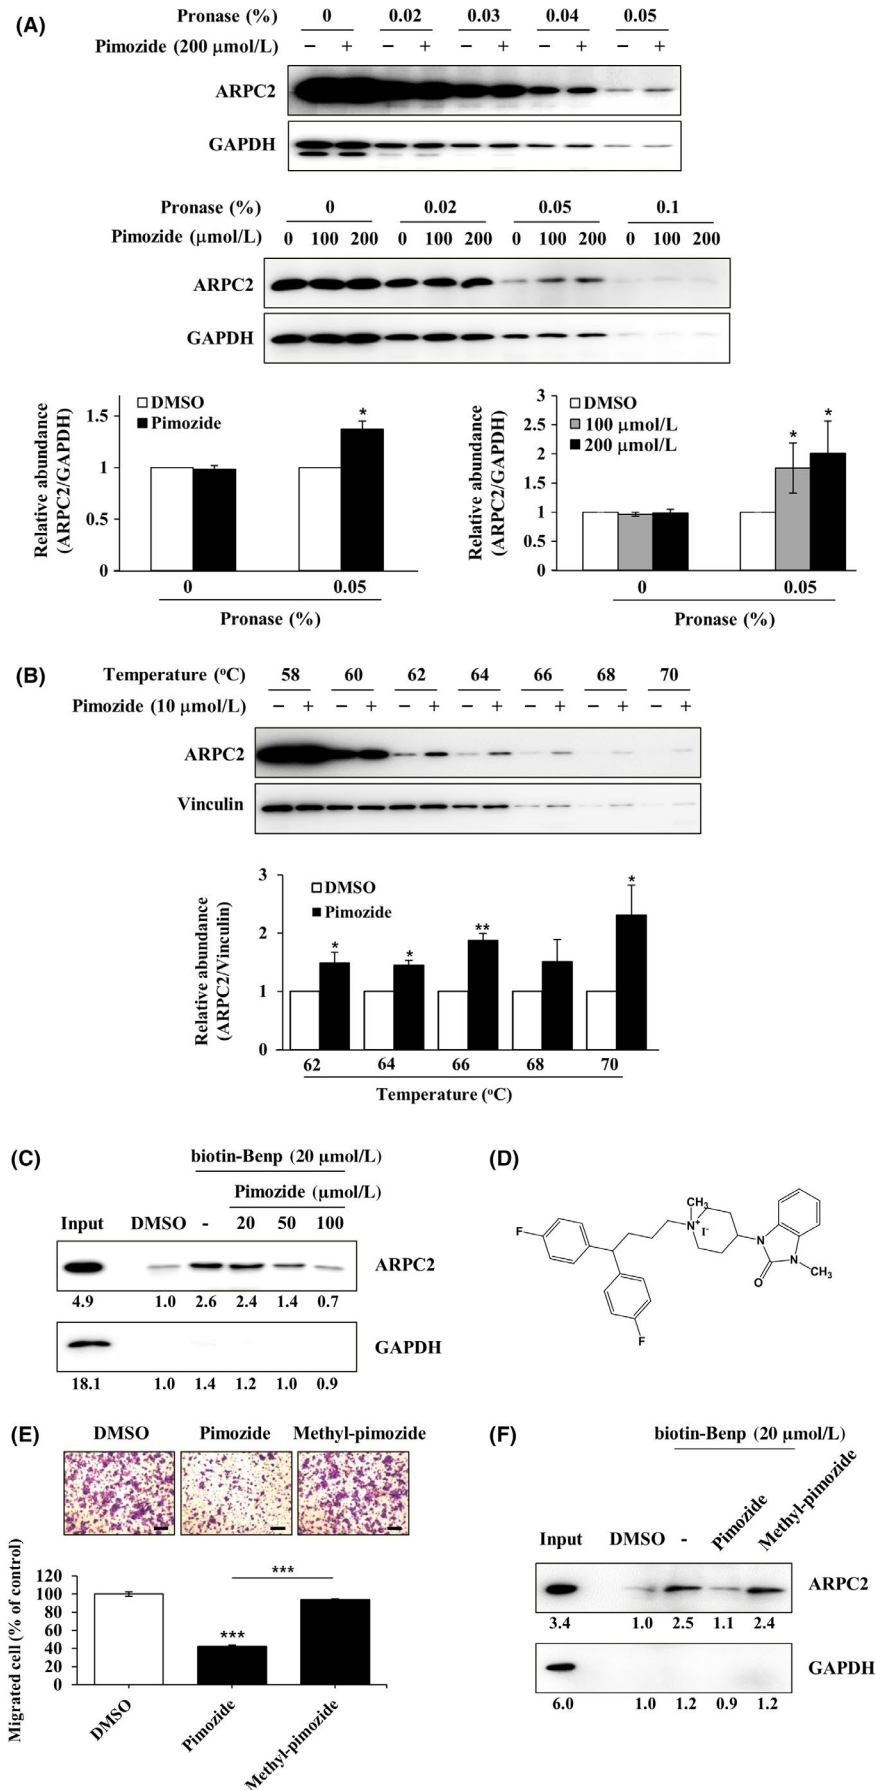 (A)
Pronase (%) 0 0.02 0.03 0.04 0.05
Pimozide (200 μmol/L) − + − + − + − + − +
ARPC2
GAPDH
Pronase (%) 0 0.02 0.05 0.1
Pimozide (μmol/L) 0 100 200 0 100 200 0 100 200 0 100 200
ARPC2
GAPDH
Relative abundance
(ARPC2/GAPDH)
DMSO
Pimozide
1.5
1
0.5
0
*
0 0.05
Pronase (%)
Relative abundance
(ARPC2/GAPDH)
DMSO
100 μmol/L
200 μmol/L
3
2.5
2
1.5
1
0.5
0
* *
0 0.05
Pronase (%)
(B)
Temperature (°C) 58 60 62 64 66 68 70
Pimozide (10 μmol/L) − + − + − + − + − + − + − +
ARPC2
Vinculin
Relative abundance
(ARPC2/Vinculin)
DMSO
Pimozide
3
2
1
0
* * ** *
62 64 66 68 70
Temperature (°C)
(C)
biotin-Benp (20 μmol/L)
Pimozide (μmol/L)
Input DMSO - 20 50 100
ARPC2
4.9 1.0 2.6 2.4 1.4 0.7
GAPDH
18.1 1.0 1.4 1.2 1.0 0.9
(D)
F
F
CH3
N+
I-
N
N
O
CH3
(E)
DMSO Pimozide Methyl-pimozide
Migrated cell (% of control)
120
100
80
60
40
20
0
***
***
DMSO
Pimozide
Methyl-pimozide
(F)
biotin-Benp (20 μmol/L)
Input DMSO - Pimozide Methyl-pimozide
ARPC2
3.4 1.0 2.5 1.1 2.4
GAPDH
6.0 1.0 1.2 0.9 1.2